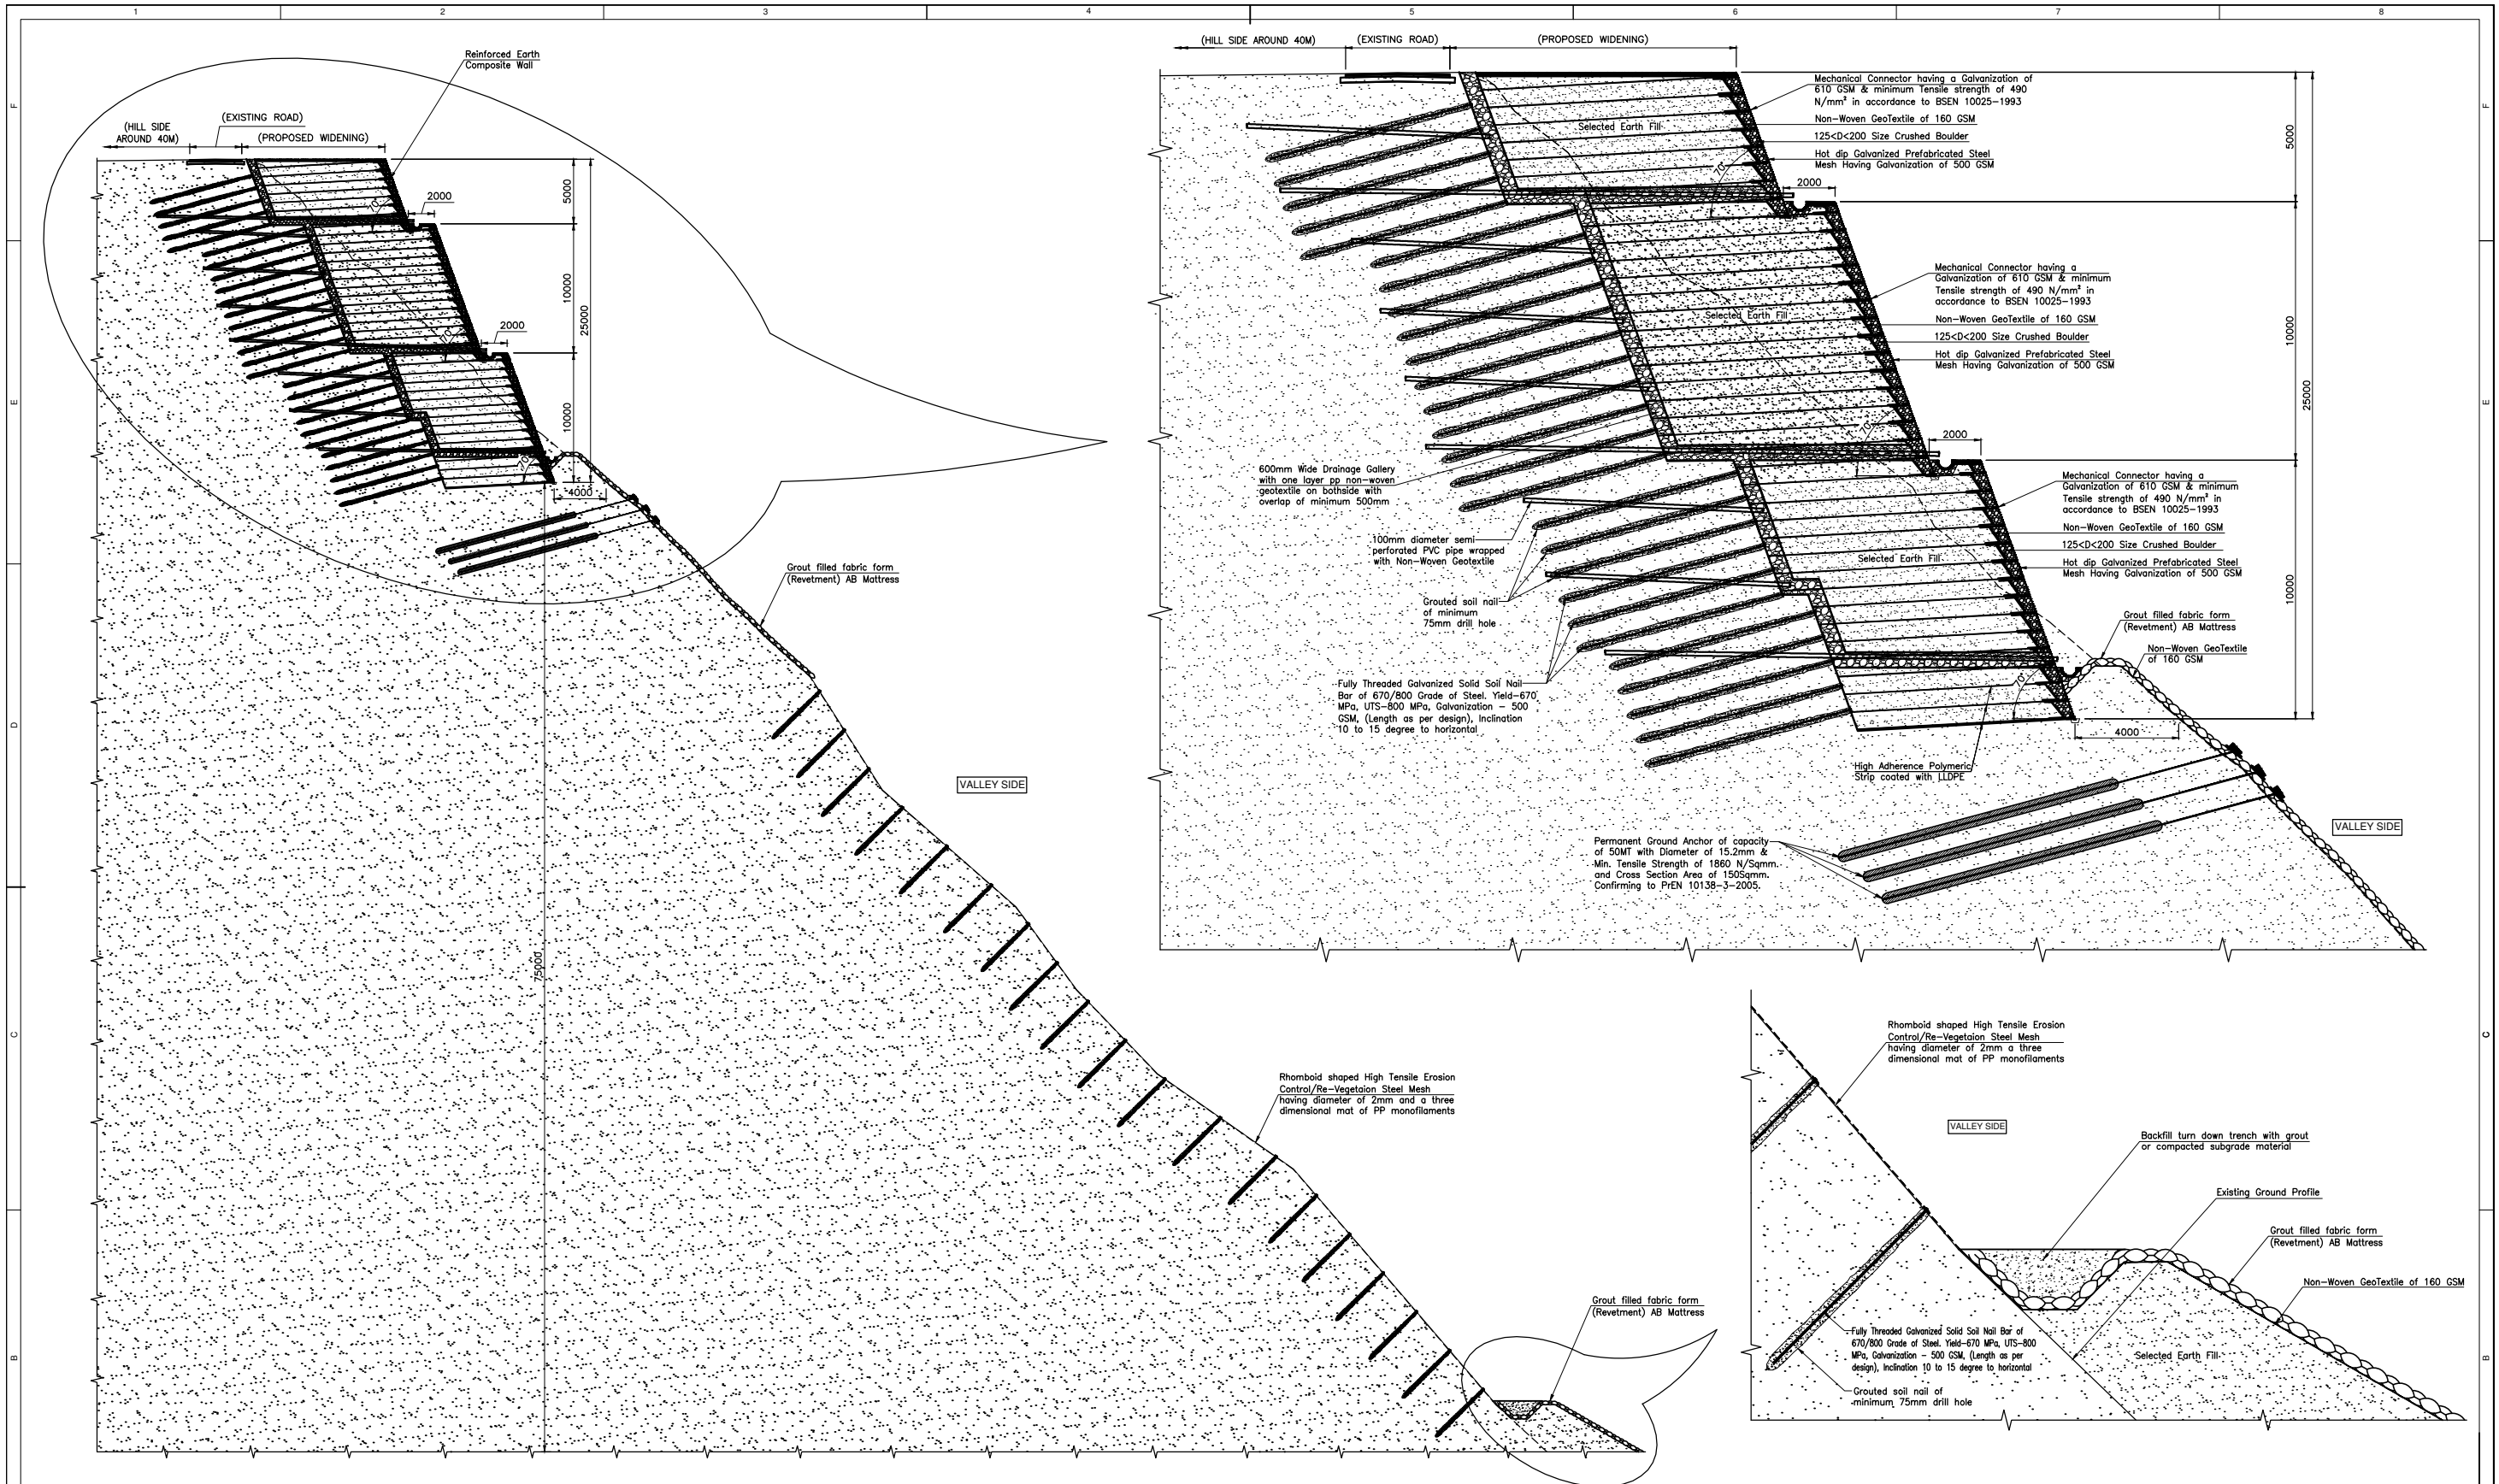 1
2
3
4
5
6
7
8
F
E
D
C
B
F
E
C
B
Reinforced Earth
Composite Wall
(HILL SIDE
AROUND 40M)
(EXISTING ROAD)
(PROPOSED WIDENING)
2000
2000
5000
10000
10000
25000
70
70
70
4000
75000
Grout filled fabric form
(Revetment) AB Mattress
VALLEY SIDE
Rhomboid shaped High Tensile Erosion
Control/Re-Vegetaion Steel Mesh
having diameter of 2mm and a three
dimensional mat of PP monofilaments
Grout filled fabric form
(Revetment) AB Mattress
(HILL SIDE AROUND 40M)
(EXISTING ROAD)
(PROPOSED WIDENING)
Mechanical Connector having a Galvanization of
610 GSM & minimum Tensile strength of 490
N/mm² in accordance to BSEN 10025-1993
Non-Woven GeoTextile of 160 GSM
125<D<200 Size Crushed Boulder
Hot dip Galvanized Prefabricated Steel
Mesh Having Galvanization of 500 GSM
Selected Earth Fill
70
2000
5000
Mechanical Connector having a
Galvanization of 610 GSM & minimum
Tensile strength of 490 N/mm² in
accordance to BSEN 10025-1993
Non-Woven GeoTextile of 160 GSM
125<D<200 Size Crushed Boulder
Hot dip Galvanized Prefabricated Steel
Mesh Having Galvanization of 500 GSM
Selected Earth Fill
70
2000
10000
25000
600mm Wide Drainage Gallery
with one layer pp non-woven
geotextile on bothside with
overlap of minimum 500mm
Mechanical Connector having a
Galvanization of 610 GSM & minimum
Tensile strength of 490 N/mm² in
accordance to BSEN 10025-1993
Non-Woven GeoTextile of 160 GSM
125<D<200 Size Crushed Boulder
Hot dip Galvanized Prefabricated Steel
Mesh Having Galvanization of 500 GSM
Selected Earth Fill
10000
100mm diameter semi
perforated PVC pipe wrapped
with Non-Woven Geotextile
Grouted soil nail
of minimum
75mm drill hole
Grout filled fabric form
(Revetment) AB Mattress
Non-Woven GeoTextile
of 160 GSM
Fully Threaded Galvanized Solid Soil Nail
Bar of 670/800 Grade of Steel. Yield-670
MPa, UTS-800 MPa, Galvanization - 500
GSM, (Length as per design), Inclination
10 to 15 degree to horizontal
70
4000
High Adherence Polymeric
Strip coated with LLDPE
VALLEY SIDE
Permanent Ground Anchor of capacity
of 50MT with Diameter of 15.2mm &
Min. Tensile Strength of 1860 N/Sqmm.
and Cross Section Area of 150Sqmm.
Confirming to PrEN 10138-3-2005.
Rhomboid shaped High Tensile Erosion
Control/Re-Vegetaion Steel Mesh
having diameter of 2mm a three
dimensional mat of PP monofilaments
VALLEY SIDE
Backfill turn down trench with grout
or compacted subgrade material
Existing Ground Profile
Grout filled fabric form
(Revetment) AB Mattress
Non-Woven GeoTextile of 160 GSM
Fully Threaded Galvanized Solid Soil Nail Bar of
670/800 Grade of Steel. Yield-670 MPa, UTS-800
MPa, Galvanization - 500 GSM, (Length as per
design), Inclination 10 to 15 degree to horizontal
Selected Earth Fill
Grouted soil nail of
minimum 75mm drill hole